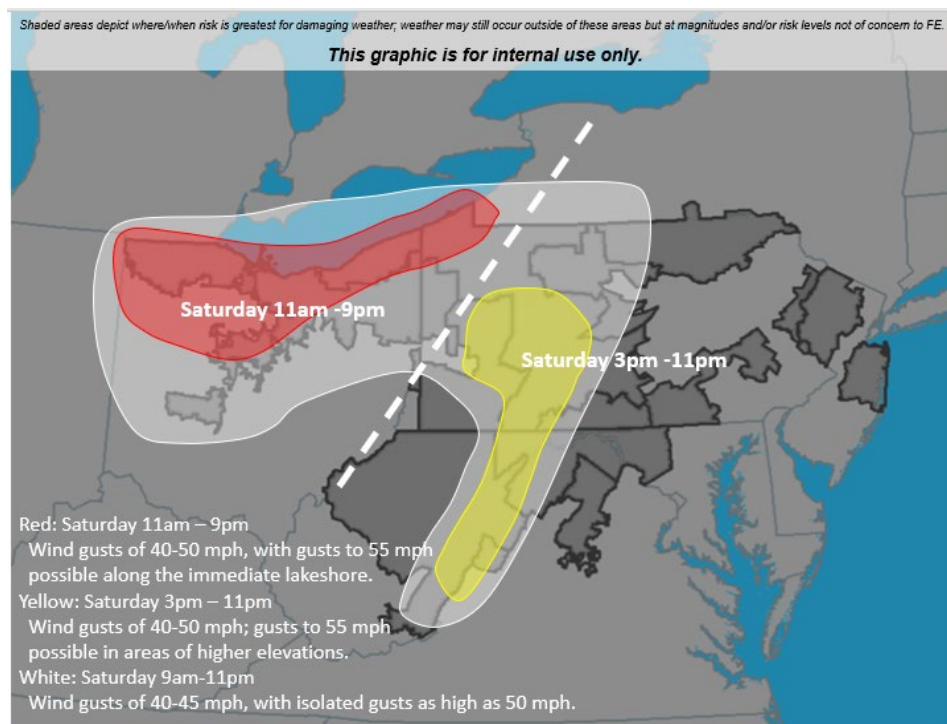 Shaded areas depict where/when risk is greatest for damaging weather; weather may still occur outside of these areas but at magnitudes and/or risk levels not of concern to FE.
This graphic is for internal use only.
Saturday 11am -9pm
Saturday 3pm -11pm
Red: Saturday 11am – 9pm
Wind gusts of 40-50 mph, with gusts to 55 mph
possible along the immediate lakeshore.
Yellow: Saturday 3pm – 11pm
Wind gusts of 40-50 mph; gusts to 55 mph
possible in areas of higher elevations.
White: Saturday 9am-11pm
Wind gusts of 40-45 mph, with isolated gusts as high as 50 mph.